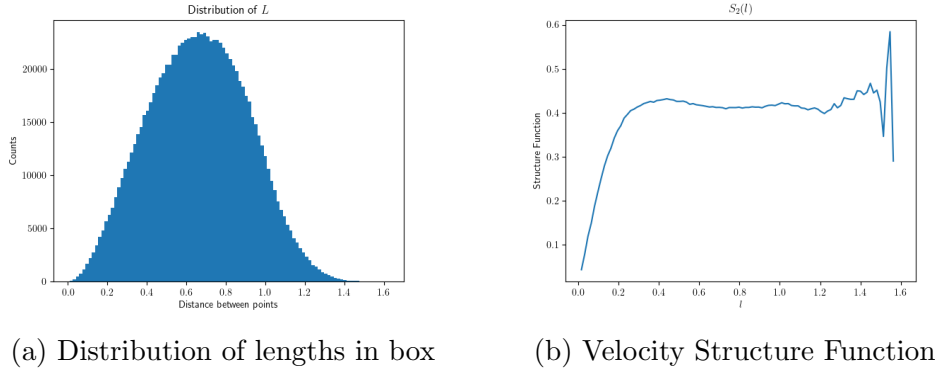 Distribution of L
Counts
20000
15000
10000
5000
0
0.0 0.2 0.4 0.6 0.8 1.0 1.2 1.4 1.6
Distance between points
(a) Distribution of lengths in box
S₂(l)
Structure Function
0.6
0.5
0.4
0.3
0.2
0.1
0.0 0.2 0.4 0.6 0.8 1.0 1.2 1.4 1.6
l
(b) Velocity Structure Function